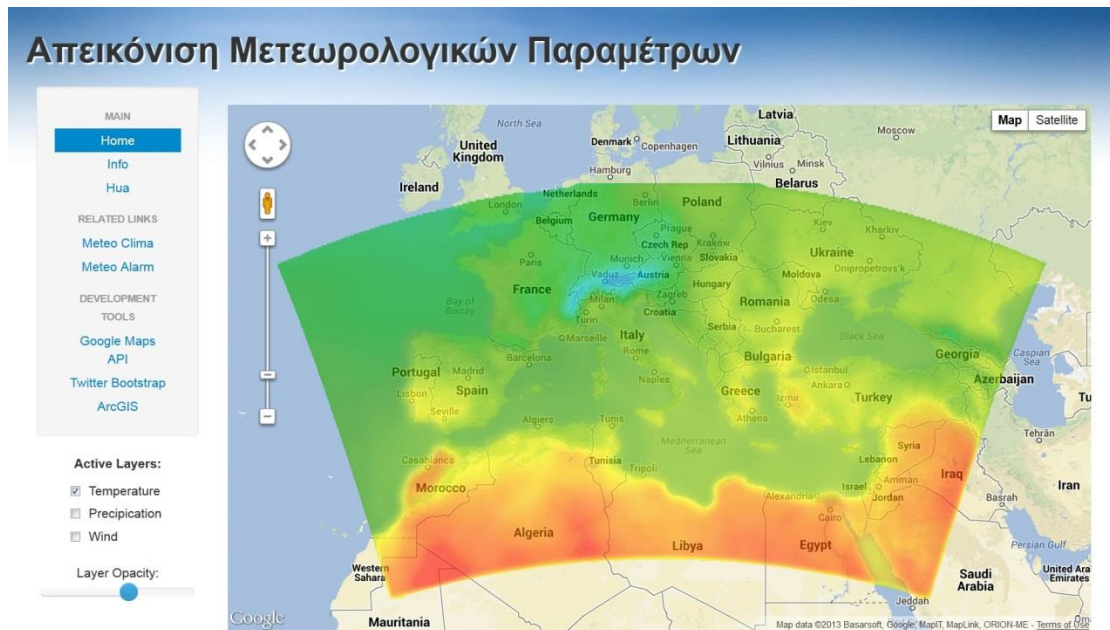 Απεικόνιση Μετεωρολογικών Παραμέτρων
MAIN
Home
Info
Hua
RELATED LINKS
Meteo Clima
Meteo Alarm
DEVELOPMENT
TOOLS
Google Maps
API
Twitter Bootstrap
ArcGIS
Active Layers:
Temperature
Precipication
Wind
Layer Opacity:
Map Satellite
North Sea
Latvia
Moscow
United
Kingdom
Denmark
Copenhagen
Lithuania
Vilnius
Minsk
Hamburg
Ireland
Belarus
Netherlands
London
Berlin
Poland
Belgium
Germany
Kiev
Kharkiv
Prague
Czech Rep
Kraków
Ukraine
Paris
Munich
Vienna
Slovakia
Dnipropetrovs'k
Vaduz
Austria
Moldova
France
Hungary
Milan
Zagreb
Romania
Odesa
Bay of
Biscay
Turin
Croatia
Marseille
Italy
Serbia
Bucharest
Black Sea
Rome
Barcelona
Bulgaria
Georgia
Caspian
Sea
Portugal
Madrid
Istanbul
Azerbaijan
Lisbon
Spain
Naples
Greece
Ankara
Izmir
Turkey
Tu
Seville
Algiers
Tunis
Athens
Tehrān
Mediterranean
Sea
Syria
Casablanca
Tunisia
Tripoli
Lebanon
Iraq
Iran
Morocco
Alexandria
Israel
Amman
Jordan
Basrah
Cairo
Algeria
Libya
Egypt
Persian Gulf
Western
Sahara
Saudi
Arabia
United Ara
Emirates
Jeddah
Mauritania
Google
Om
Map data ©2013 Basarsoft, Google, MapIT, MapLink, ORION-ME - Terms of Use